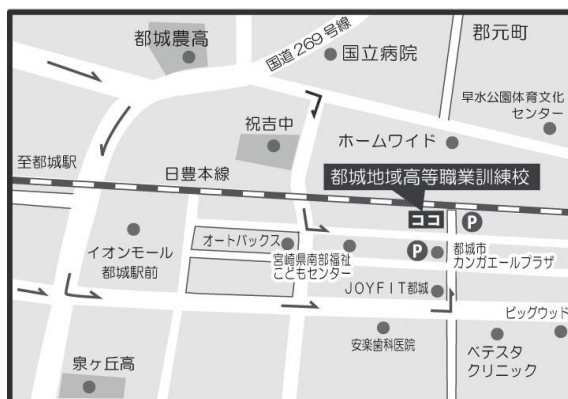 都城農高
国道269号線
国立病院
郡元町
早水公園体育文化
センター
祝吉中
ホームワイド
至都城駅
日豊本線
都城地域高等職業訓練校
ココ
P
イオンモール
都城駅前
オートバックス
宮崎県南部福祉
こどもセンター
P
都城市
カンガエールプラザ
JOYFIT都城
ビッグウッド
安楽歯科医院
ベテスタ
クリニック
泉ヶ丘高